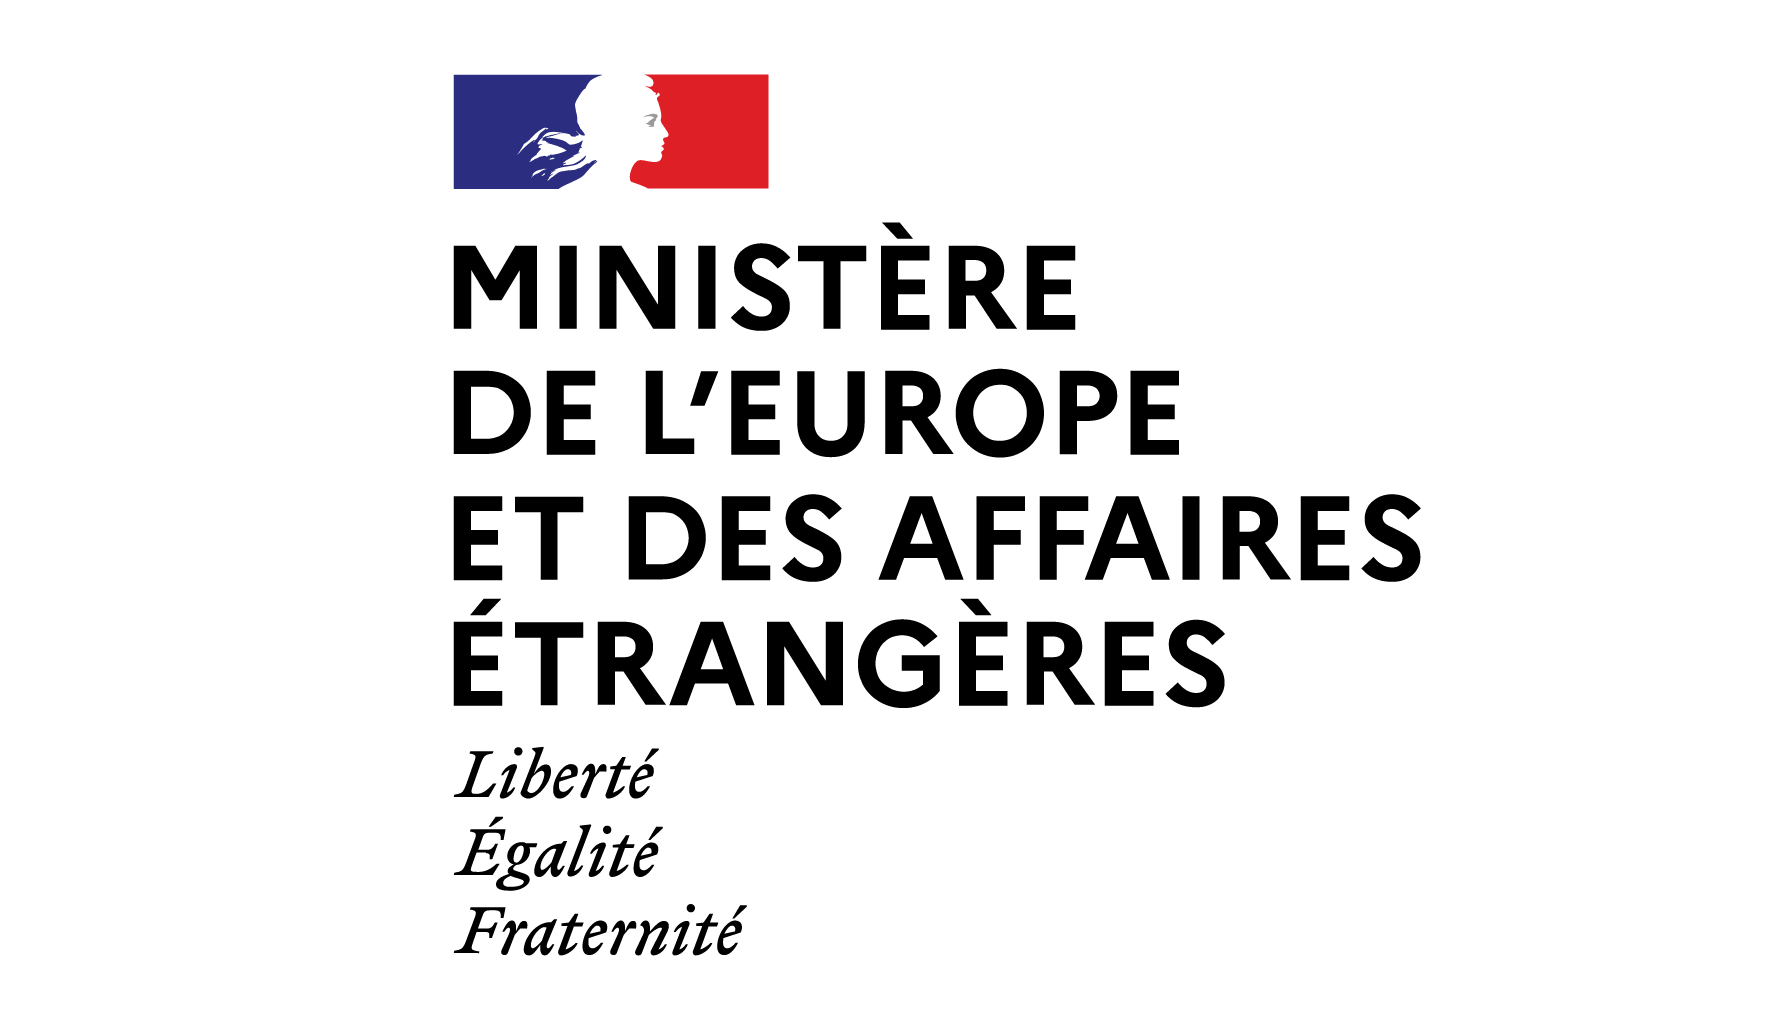 MINISTÈRE
DE L’EUROPE
ET DES AFFAIRES
ÉTRANGÈRES
Liberté
Égalité
Fraternité